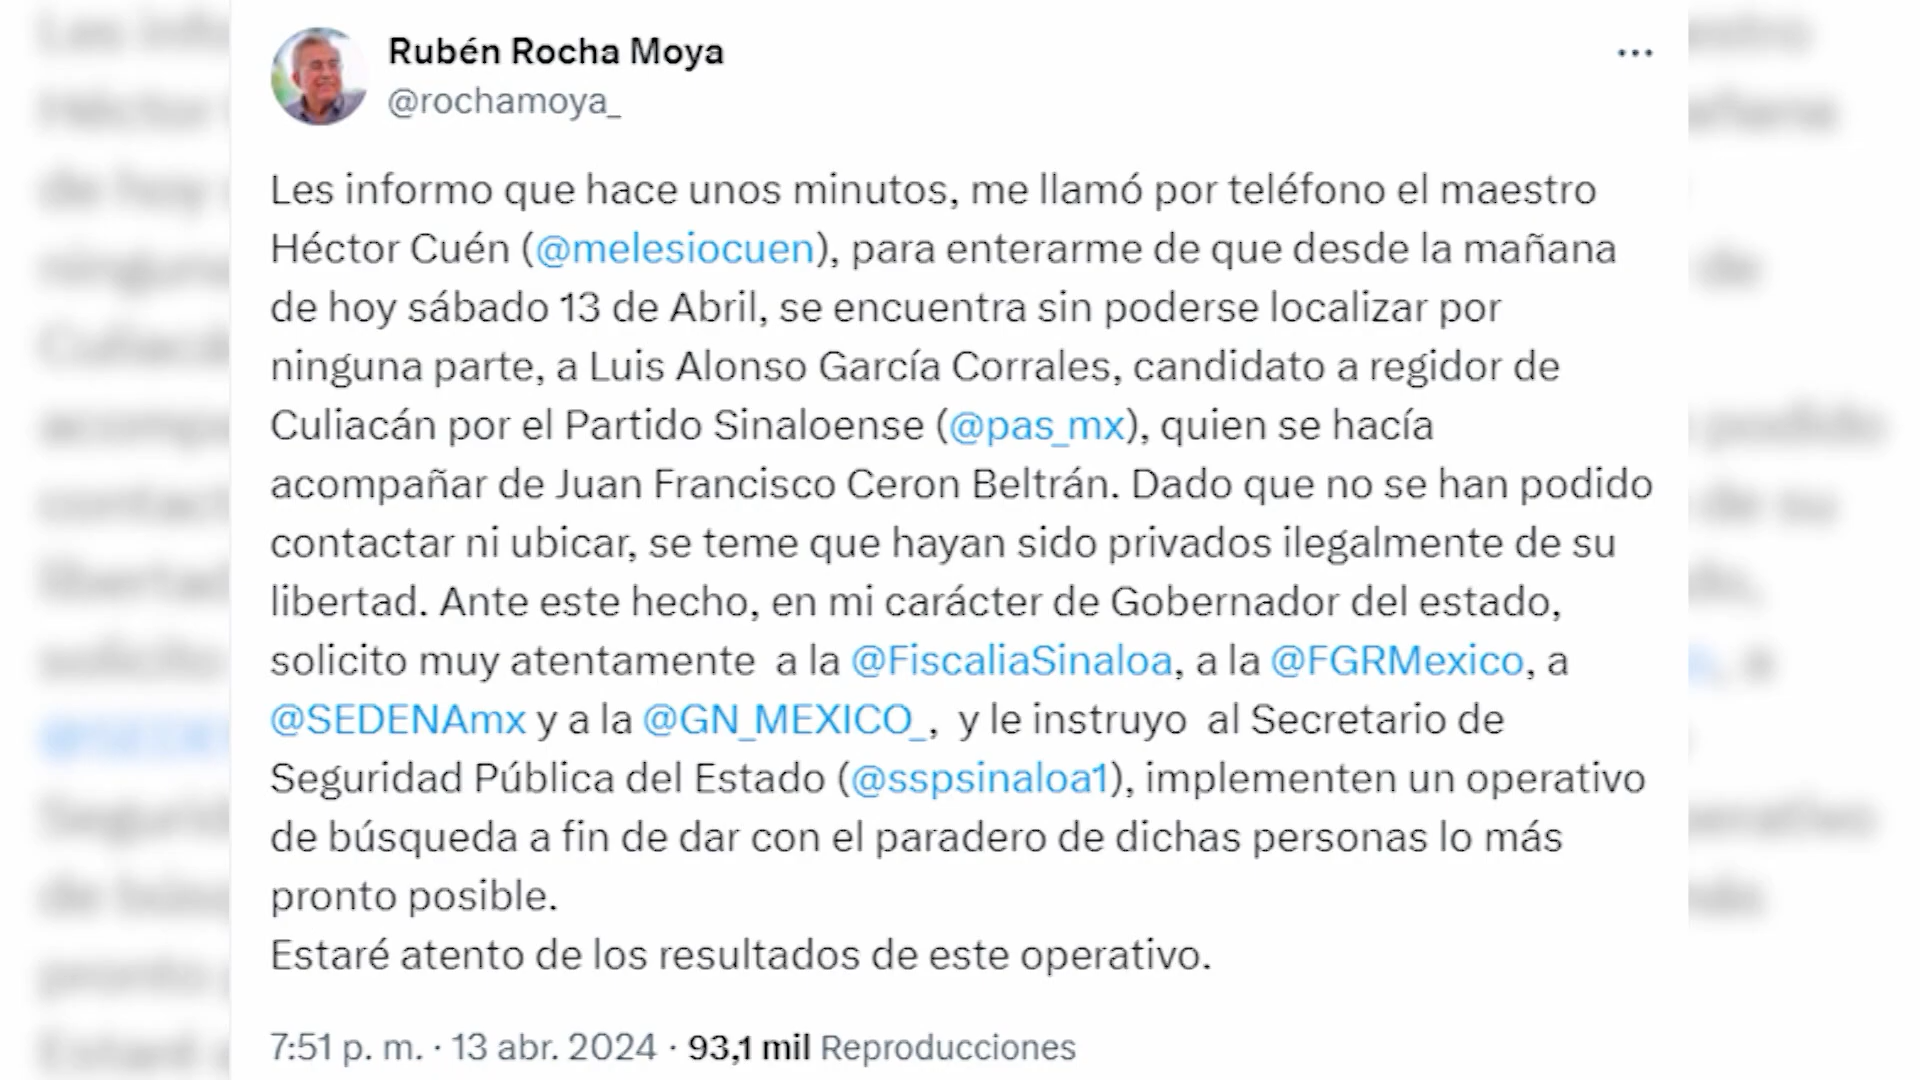 Rubén Rocha Moya
@rochamoya_
Les informo que hace unos minutos, me llamó por teléfono el maestro
Héctor Cuén (@melesiocuen), para enterarme de que desde la mañana
de hoy sábado 13 de Abril, se encuentra sin poderse localizar por
ninguna parte, a Luis Alonso García Corrales, candidato a regidor de
Culiacán por el Partido Sinaloense (@pas_mx), quien se hacía
acompañar de Juan Francisco Ceron Beltrán. Dado que no se han podido
contactar ni ubicar, se teme que hayan sido privados ilegalmente de su
libertad. Ante este hecho, en mi carácter de Gobernador del estado,
solicito muy atentamente  a la @FiscaliaSinaloa, a la @FGRMexico, a
@SEDENAmx y a la @GN_MEXICO_,  y le instruyo  al Secretario de
Seguridad Pública del Estado (@sspsinaloa1), implementen un operativo
de búsqueda a fin de dar con el paradero de dichas personas lo más
pronto posible.
Estaré atento de los resultados de este operativo.
7:51 p. m. · 13 abr. 2024 · 93,1 mil Reproducciones